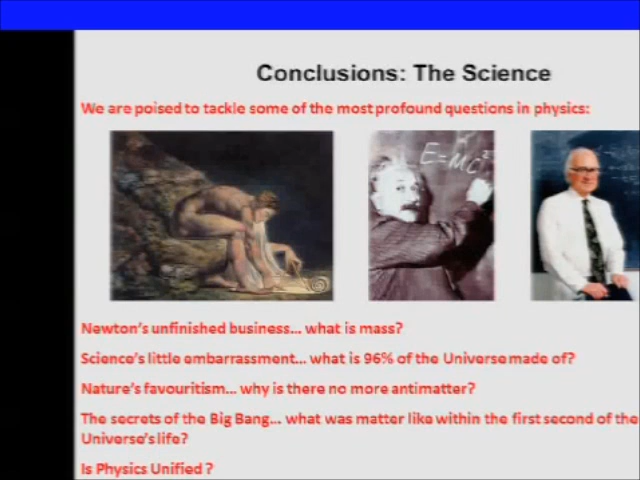 Conclusions: The Science
We are poised to tackle some of the most profound questions in physics:
E=MC²
Newton's unfinished business... what is mass?
Science's little embarrassment... what is 96% of the Universe made of?
Nature's favouritism... why is there no more antimatter?
The secrets of the Big Bang... what was matter like within the first second of the
Universe's life?
Is Physics Unified ?